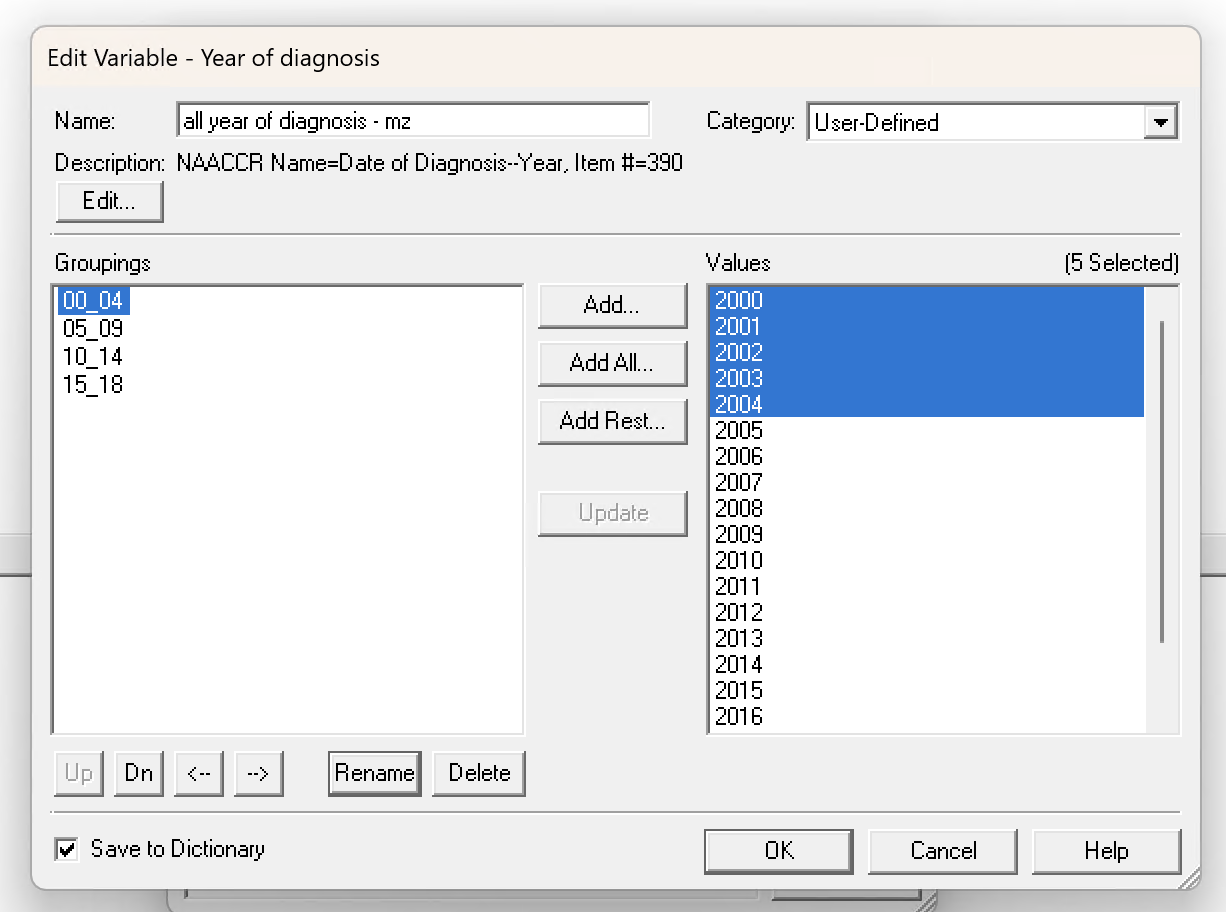 Edit Variable - Year of diagnosis
Name: all year of diagnosis - mz Category: User-Defined
Description: NAACCR Name=Date of Diagnosis--Year, Item #=390
Edit...
Groupings
00_04
05_09
10_14
15_18
Add...
Add All...
Add Rest...
Update
Values (5 Selected)
2000
2001
2002
2003
2004
2005
2006
2007
2008
2009
2010
2011
2012
2013
2014
2015
2016
Up Dn <-- --> Rename Delete
Save to Dictionary OK Cancel Help